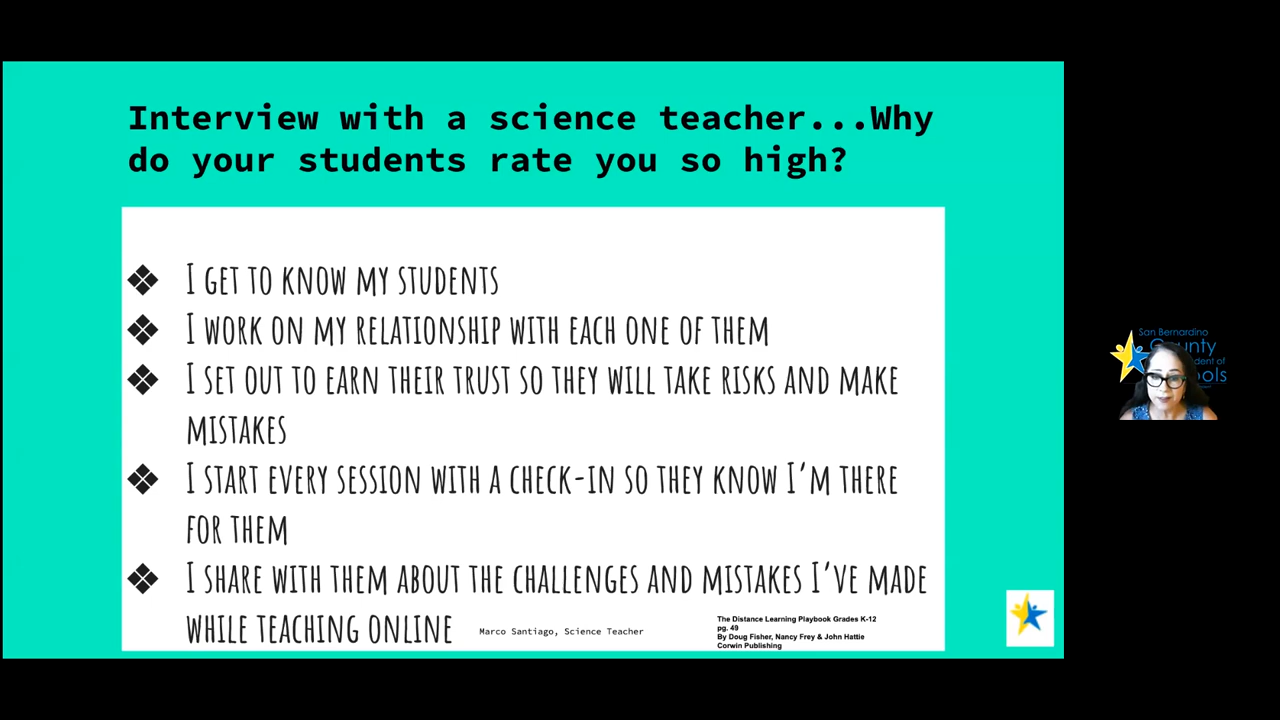 Interview with a science teacher...Why
do your students rate you so high?
I GET TO KNOW MY STUDENTS
I WORK ON MY RELATIONSHIP WITH EACH ONE OF THEM
I SET OUT TO EARN THEIR TRUST SO THEY WILL TAKE RISKS AND MAKE
MISTAKES
I START EVERY SESSION WITH A CHECK-IN SO THEY KNOW I'M THERE
FOR THEM
I SHARE WITH THEM ABOUT THE CHALLENGES AND MISTAKES I'VE MADE
WHILE TEACHING ONLINE
Marco Santiago, Science Teacher
The Distance Learning Playbook Grades K-12
pg. 49
By Doug Fisher, Nancy Frey & John Hattie
Corwin Publishing
San Bernardino
County